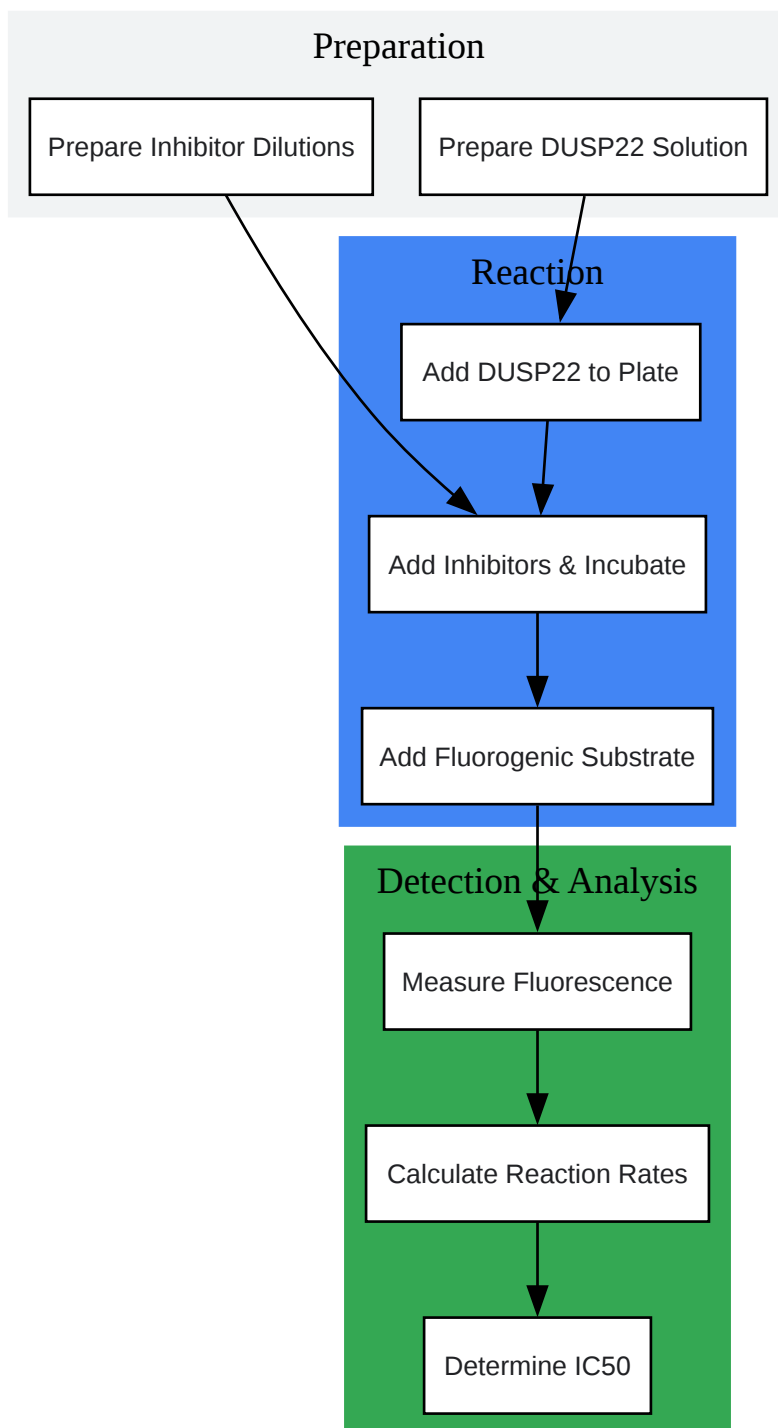 Preparation
Prepare Inhibitor Dilutions
Prepare DUSP22 Solution
Reaction
Add DUSP22 to Plate
Add Inhibitors & Incubate
Add Fluorogenic Substrate
Detection & Analysis
Measure Fluorescence
Calculate Reaction Rates
Determine IC50